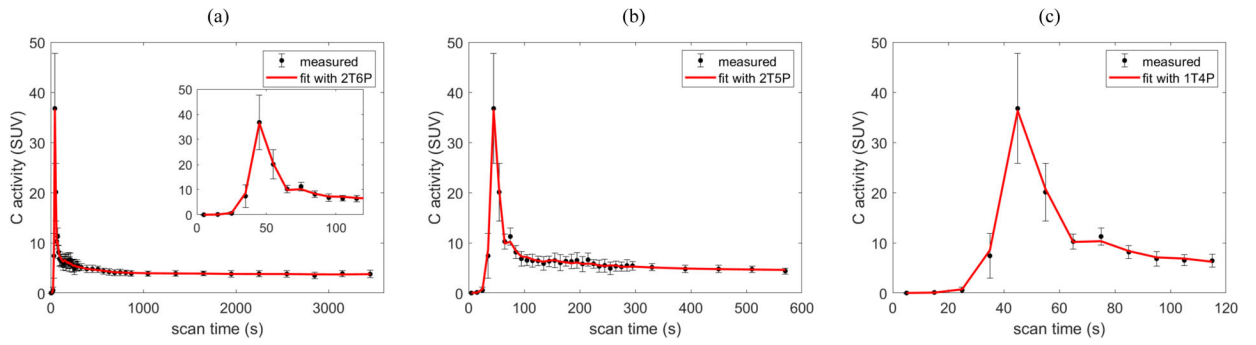 (a)
50
40
30
20
10
0
C activity (SUV)
measured
fit with 2T6P
50
40
30
20
10
0
0 50 100
0 1000 2000 3000
scan time (s)
(b)
50
40
30
20
10
0
C activity (SUV)
measured
fit with 2T5P
0 100 200 300 400 500 600
scan time (s)
(c)
50
40
30
20
10
0
C activity (SUV)
measured
fit with 1T4P
0 20 40 60 80 100 120
scan time (s)